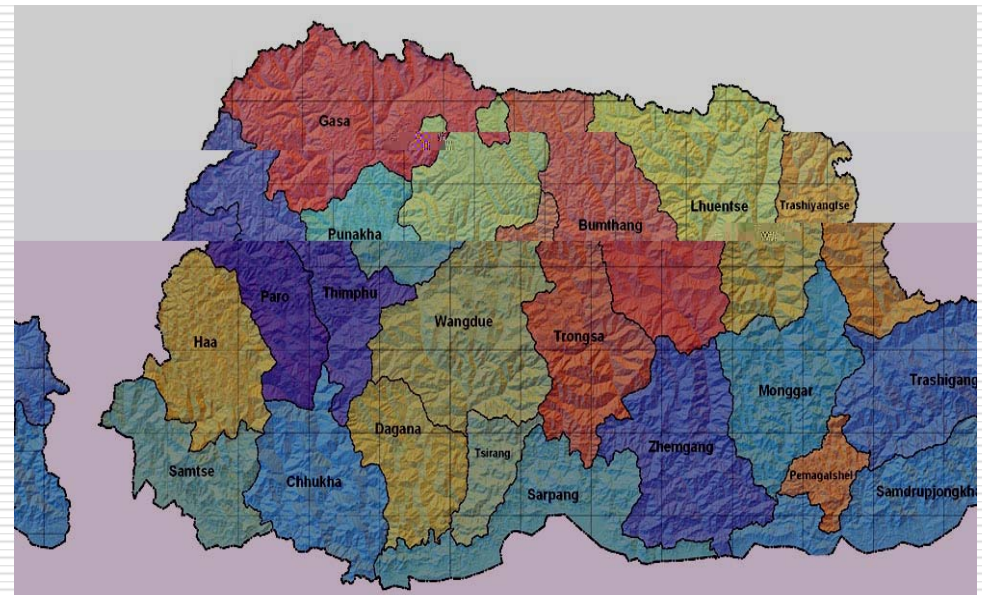 Gasa
Lhuentse
Trashiyangtse
Punakha
Bumthang
Paro
Thimphu
Wangdue
Haa
Trongsa
Trashigang
Monggar
Dagana
Zhemgang
Tsirang
Samtse
Chhukha
Sarpang
Pemagatshel
Samdrupjongkha